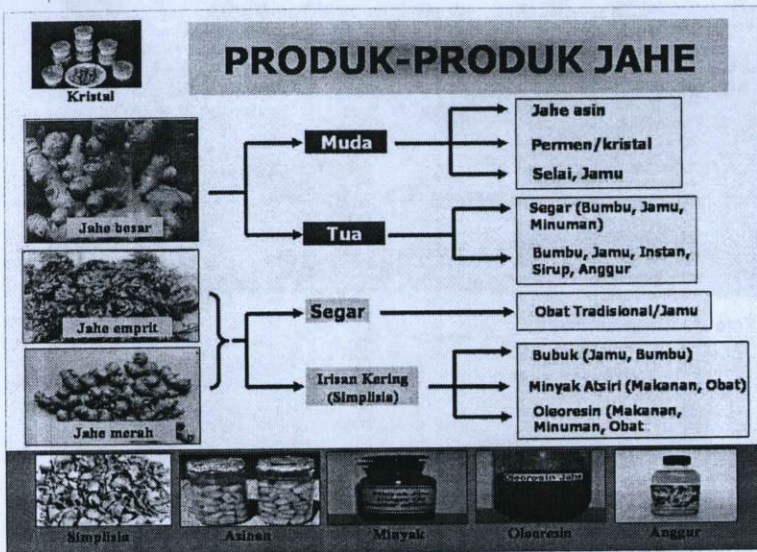 PRODUK-PRODUK JAHE
Kristal
Jahe besar
Jahe emprit
Jahe merah
Muda
Jahe asin
Permen/kristal
Selai, Jamu
Tua
Segar (Bumbu, Jamu,
Minuman)
Bumbu, Jamu, Instan,
Sirup, Anggur
Segar
Obat Tradisional/Jamu
Irisan Kering
(Simplisia)
Bubuk (Jamu, Bumbu)
Minyak Atsiri (Makanan, Obat)
Oleoresin (Makanan,
Minuman, Obat
Oleoresin Jahe
Simplisia
Asinan
Minyak
Oleoresin
Anggur